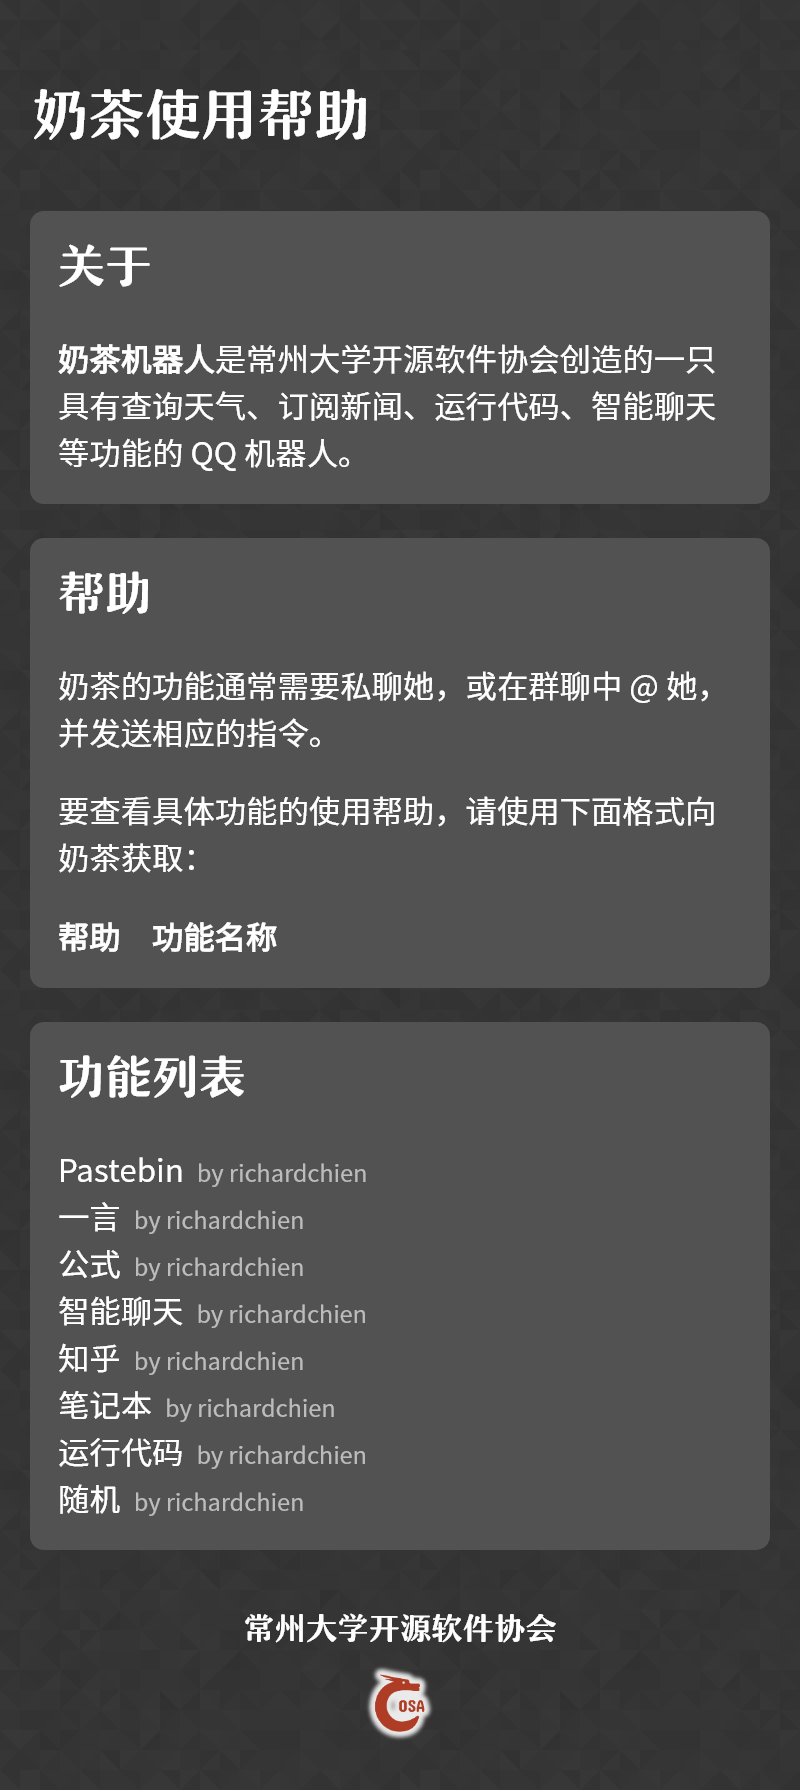 奶茶使用帮助
关于
奶茶机器人是常州大学开源软件协会创造的一只
具有查询天气、订阅新闻、运行代码、智能聊天
等功能的 QQ 机器人。
帮助
奶茶的功能通常需要私聊她，或在群聊中 @ 她，
并发送相应的指令。
要查看具体功能的使用帮助，请使用下面格式向
奶茶获取：
帮助　功能名称
功能列表
Pastebin by richardchien
一言 by richardchien
公式 by richardchien
智能聊天 by richardchien
知乎 by richardchien
笔记本 by richardchien
运行代码 by richardchien
随机 by richardchien
常州大学开源软件协会
COSA